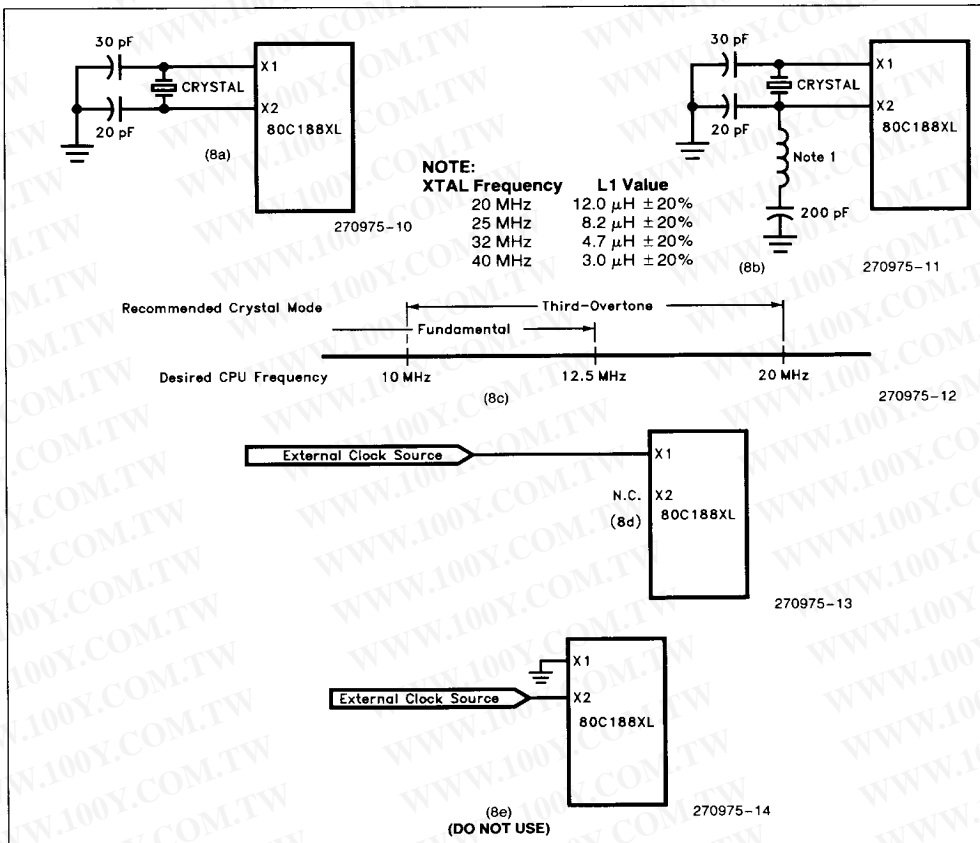 30 pF
X1
CRYSTAL
X2
20 pF
80C188XL
(8a)
270975-10
NOTE:
XTAL Frequency L1 Value
20 MHz 12.0 μH ±20%
25 MHz 8.2 μH ±20%
32 MHz 4.7 μH ±20%
40 MHz 3.0 μH ±20%
30 pF
X1
CRYSTAL
X2
20 pF
80C188XL
Note 1
200 pF
(8b)
270975-11
Recommended Crystal Mode
Third-Overtone
Fundamental
Desired CPU Frequency
10 MHz
12.5 MHz
20 MHz
(8c)
270975-12
External Clock Source
X1
N.C. X2
(8d) 80C188XL
270975-13
X1
External Clock Source
X2
80C188XL
(8e)
270975-14
(DO NOT USE)
WWW.100Y.COM.TW